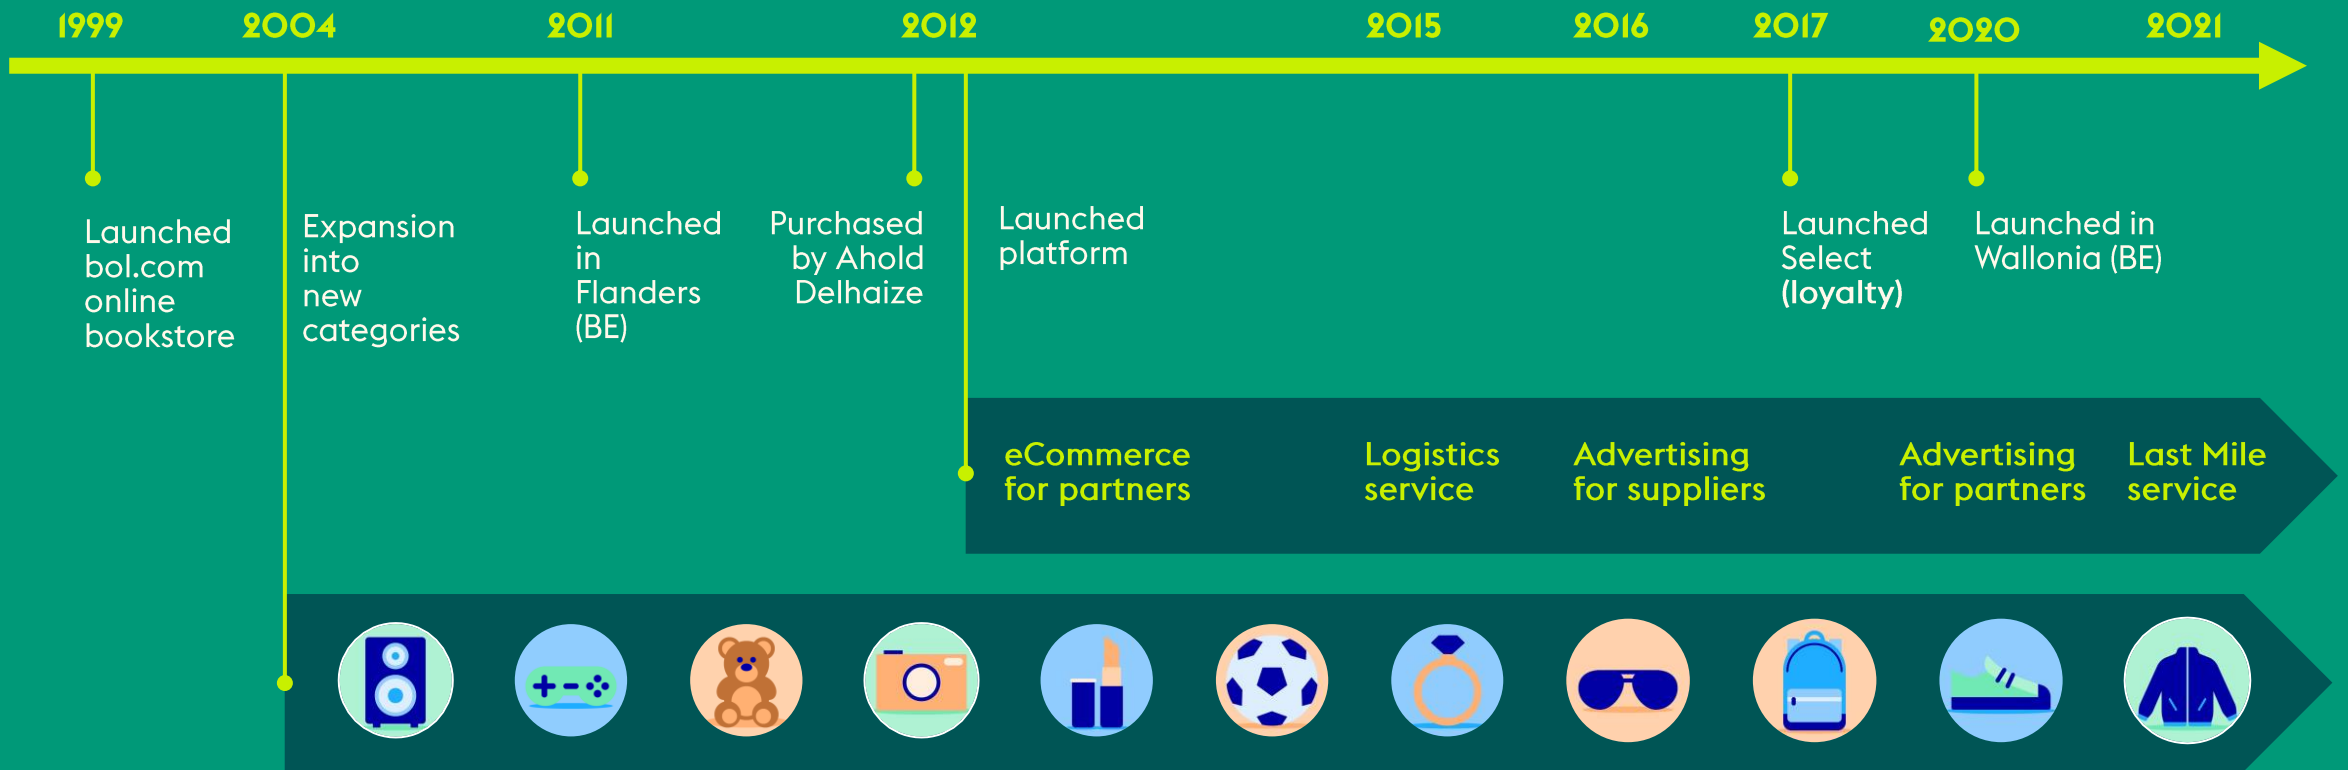 1999
2004
2011
2012
2015
2016
2017
2020
2021
Launched
bol.com
online
bookstore
Expansion
into
new
categories
Launched
in
Flanders
(BE)
Purchased
by Ahold
Delhaize
Launched
platform
Launched
Select
(loyalty)
Launched in
Wallonia (BE)
eCommerce
for partners
Logistics
service
Advertising
for suppliers
Advertising
for partners
Last Mile
service